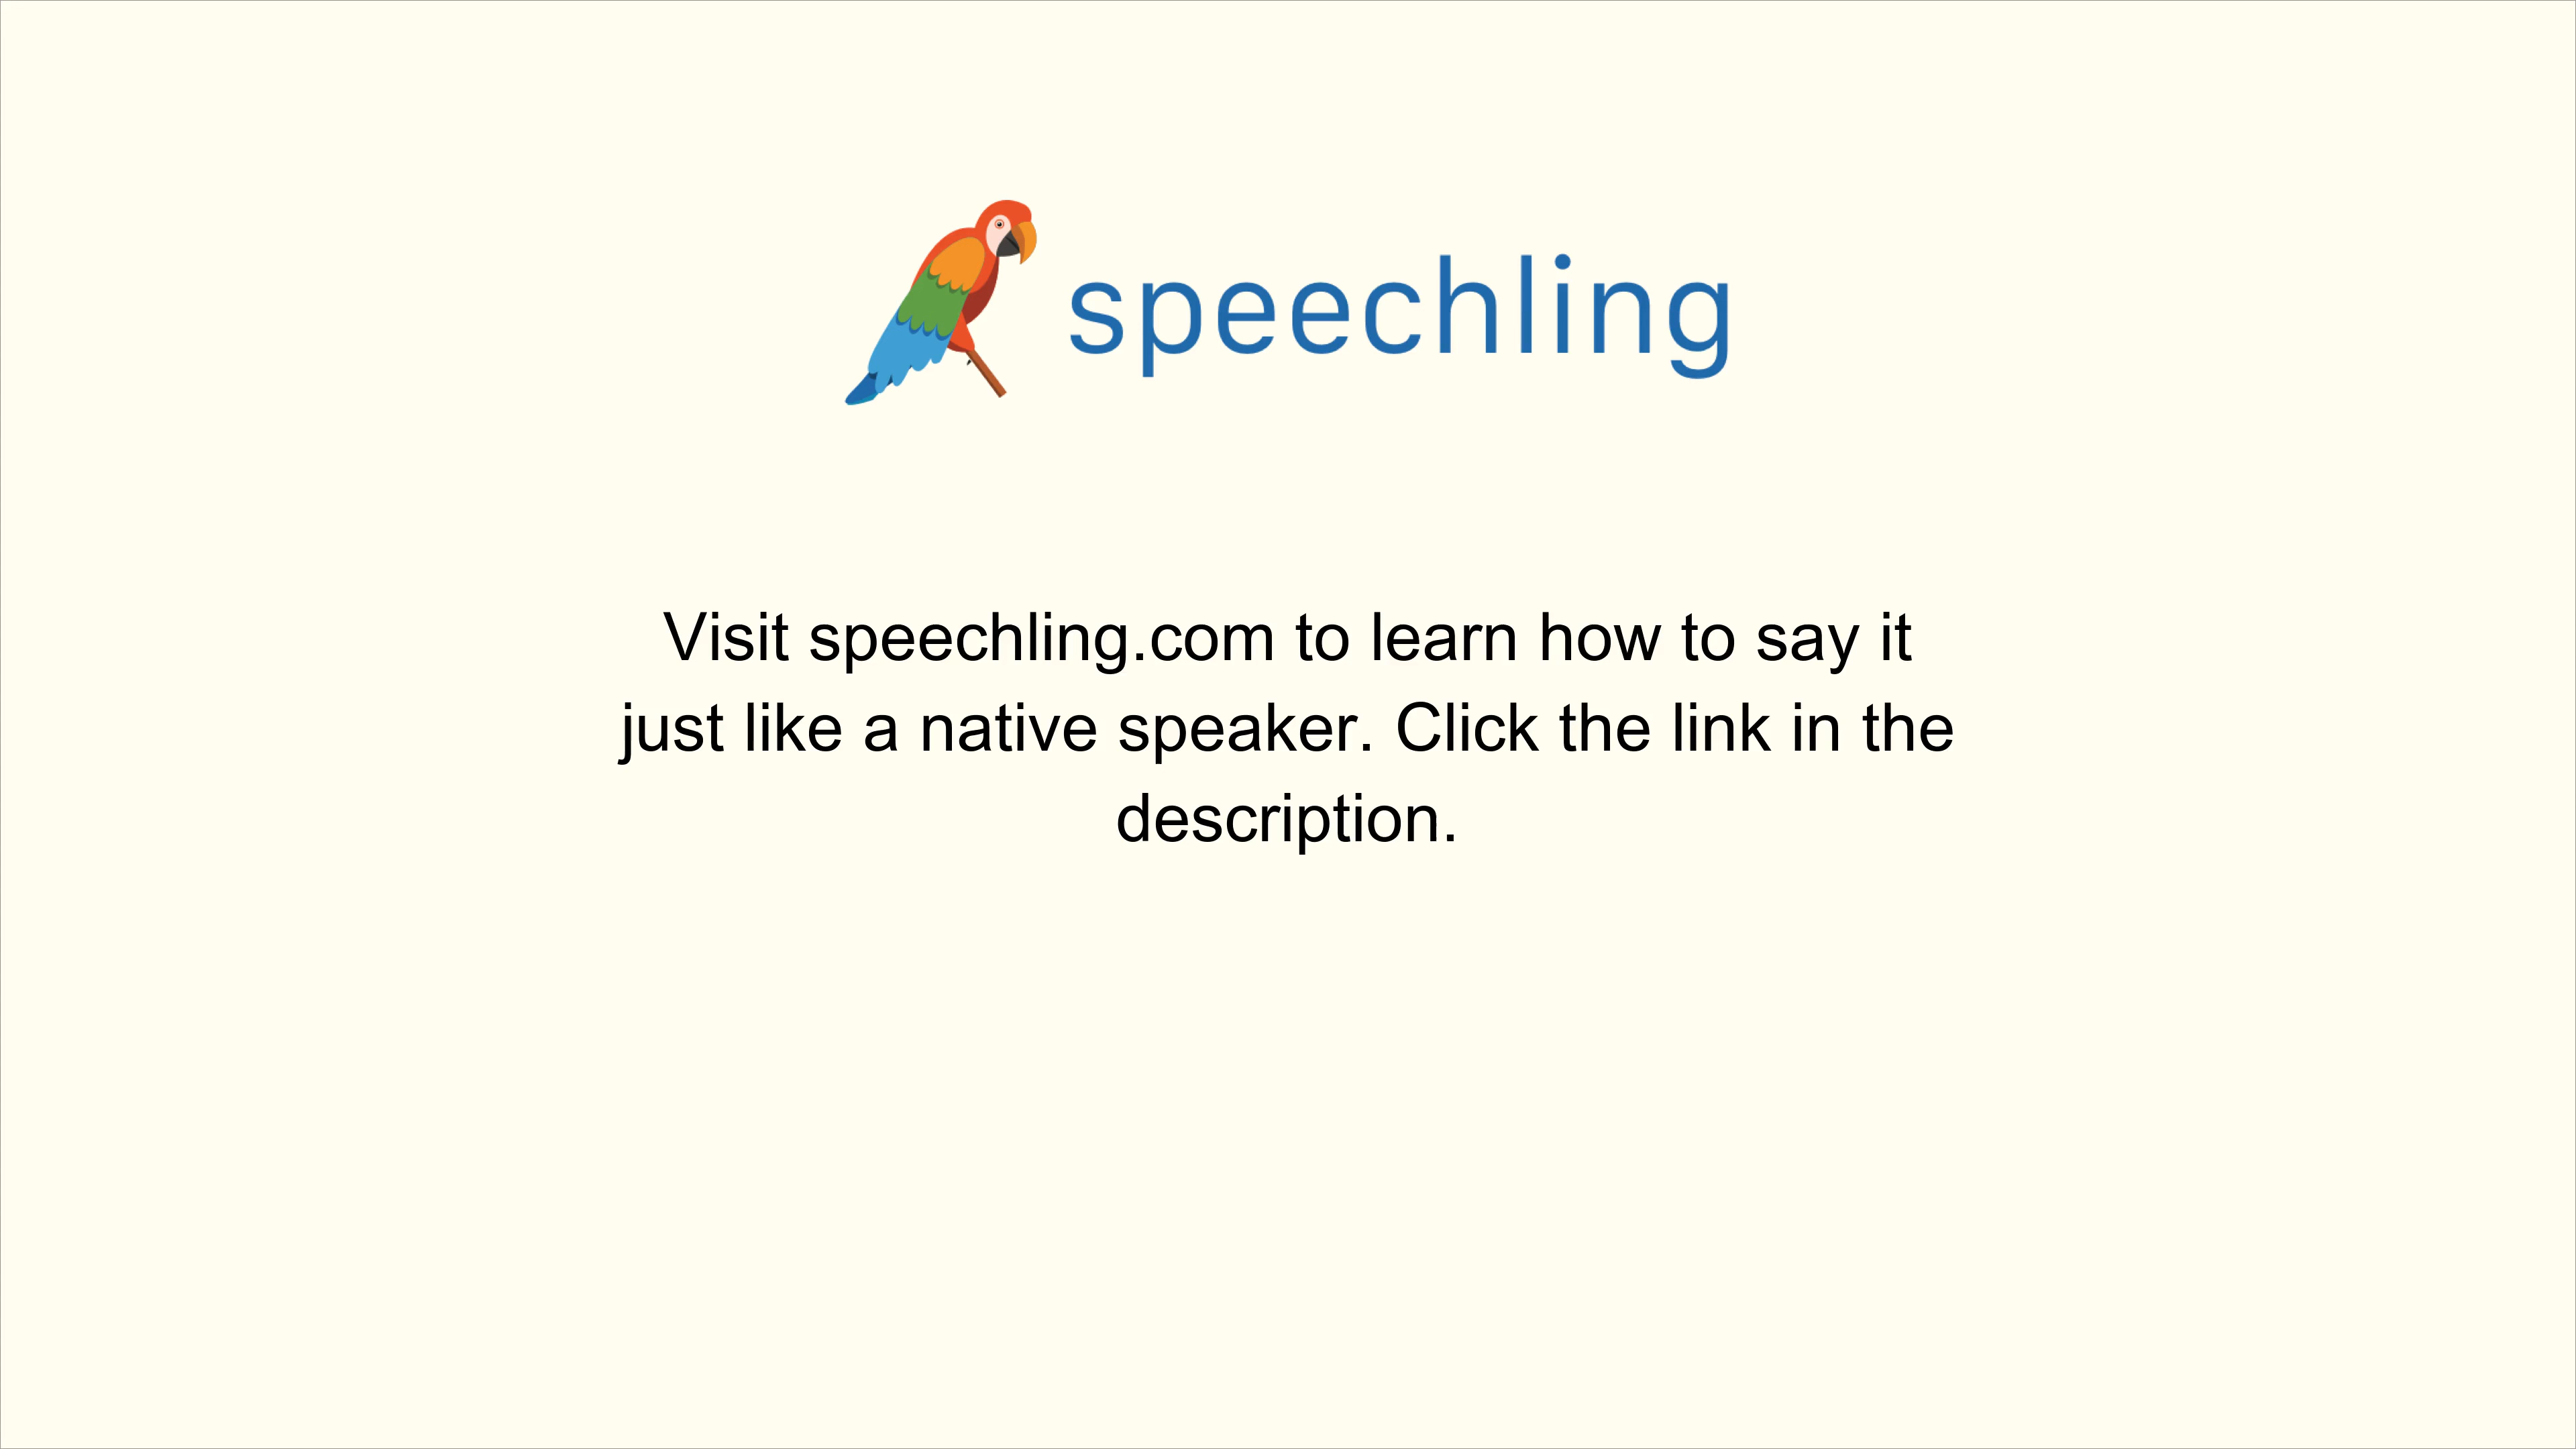 speechling
Visit speechling.com to learn how to say it
just like a native speaker. Click the link in the
description.